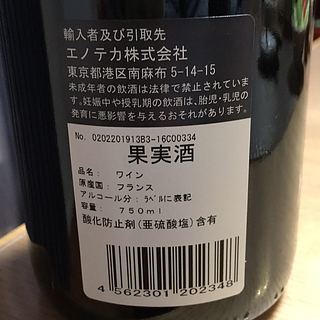 輸入者及び引取先
エノテカ株式会社
東京都港区南麻布 5-14-15
未成年者の飲酒は法律で禁止されていま
す。妊娠中や授乳期の飲酒は、胎児・乳児の
発育に悪影響を与えるおそれがあります。
No. 0202201913B3-16C00334
果実酒
品名: ワイン
原産国: フランス
アルコール分: ラベルに表記
容量: 750ml
酸化防止剤(亜硫酸塩)含有
4 562301 202348